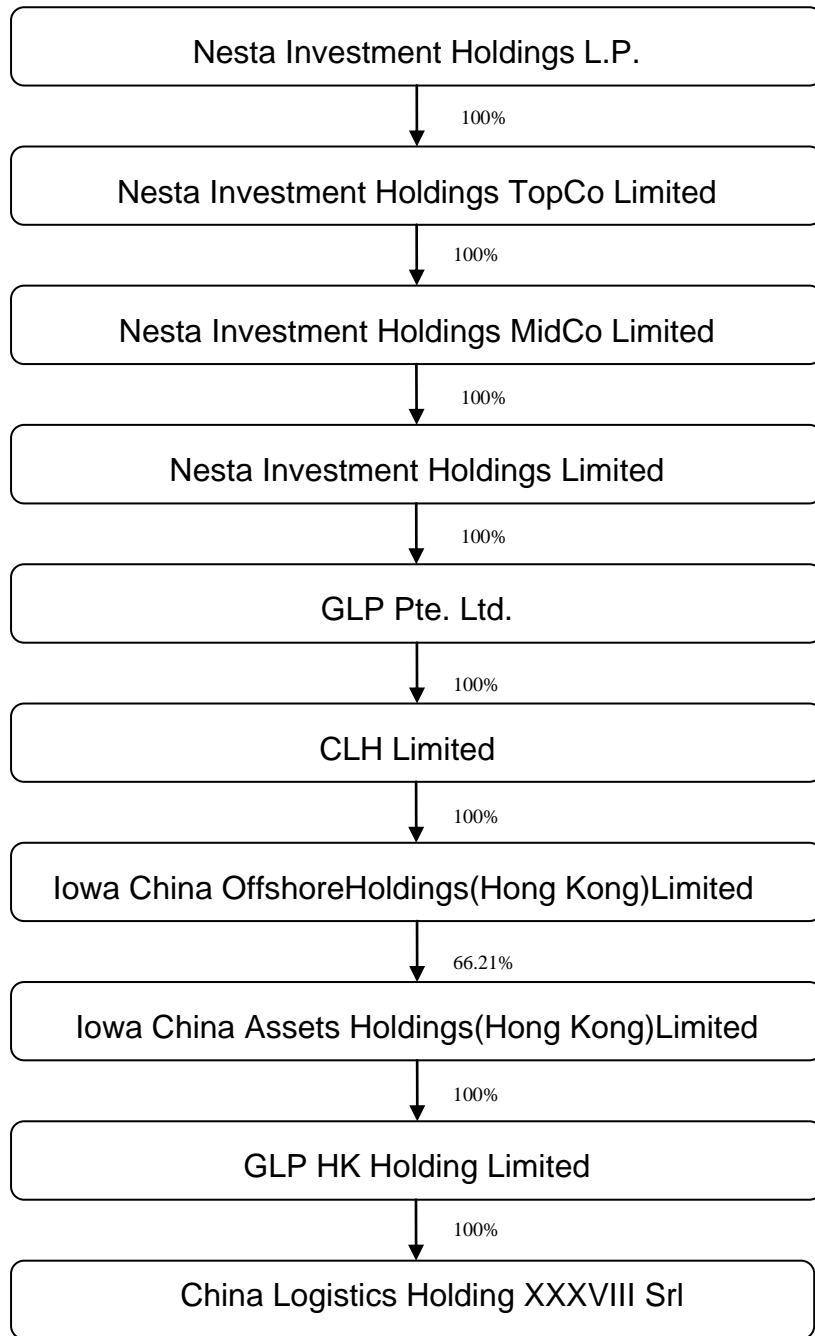 Nesta Investment Holdings L.P.
100%
Nesta Investment Holdings TopCo Limited
100%
Nesta Investment Holdings MidCo Limited
100%
Nesta Investment Holdings Limited
100%
GLP Pte. Ltd.
100%
CLH Limited
100%
Iowa China OffshoreHoldings(Hong Kong)Limited
66.21%
Iowa China Assets Holdings(Hong Kong)Limited
100%
GLP HK Holding Limited
100%
China Logistics Holding XXXVIII Srl